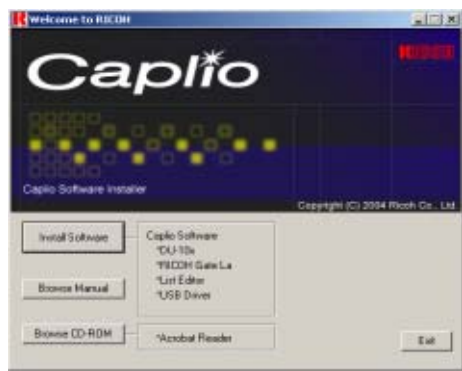 Welcome to RICOH
RICOH
Caplio
Caplio Software Installer
Copyright (C) 2004 Ricoh Co., Ltd.
Install Software
Caplio Software
*DU-10x
*RICOH Gate La
*List Editor
*USB Driver
Browse Manual
Browse CD-ROM
*Acrobat Reader
Exit